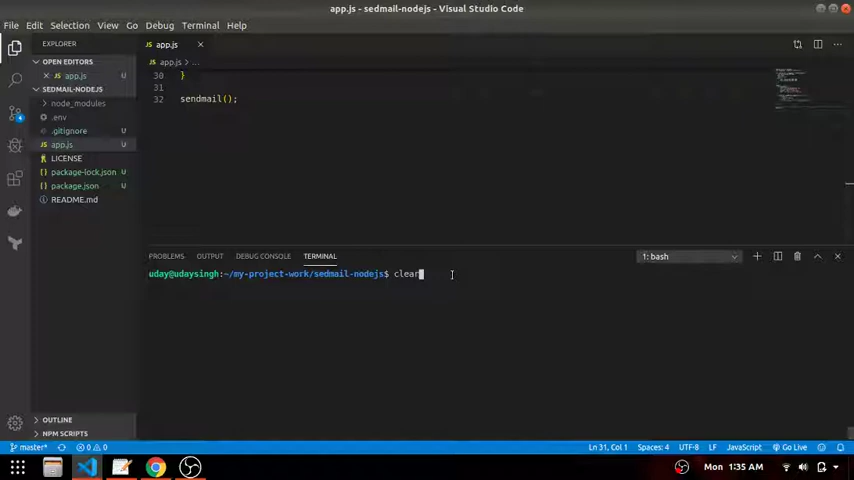 app.js - sedmail-nodejs - Visual Studio Code
File Edit Selection View Go Debug Terminal Help
EXPLORER
OPEN EDITORS
app.js U
SEDMAIL-NODEJS
node_modules
.env
.gitignore U
app.js U
LICENSE
package-lock.json U
package.json U
README.md
OUTLINE
NPM SCRIPTS
app.js
app.js > ...
30 }
31
32 sendmail();
PROBLEMS OUTPUT DEBUG CONSOLE TERMINAL 1: bash
uday@udaysingh:~/my-project-work/sedmail-nodejs$ clear
master* 0 0 Ln 31, Col 1 Spaces: 4 UTF-8 LF JavaScript Go Live
Mon 1:35 AM